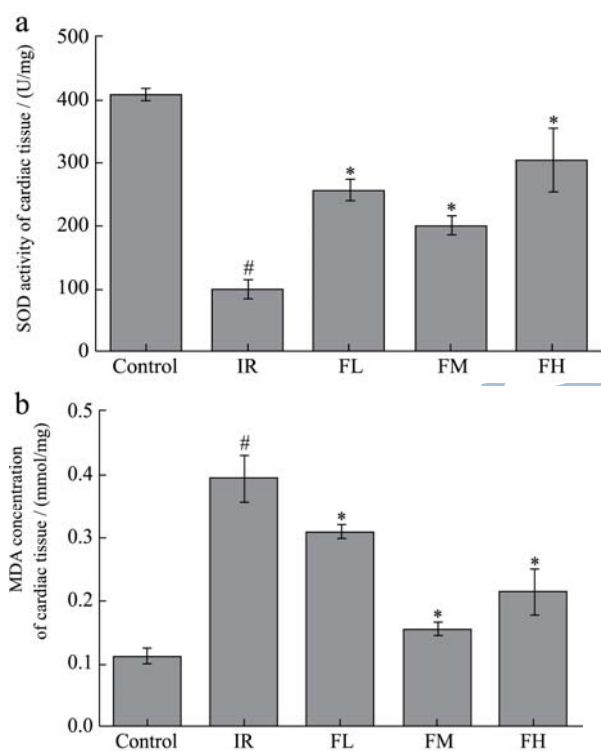 a
500
400
300
200
100
0
SOD activity of cardiac tissue / (U/mg)
#
*
*
*
Control IR FL FM FH
b
0.5
0.4
0.3
0.2
0.1
0.0
MDA concentration
of cardiac tissue / (mmol/mg)
#
*
*
*
Control IR FL FM FH